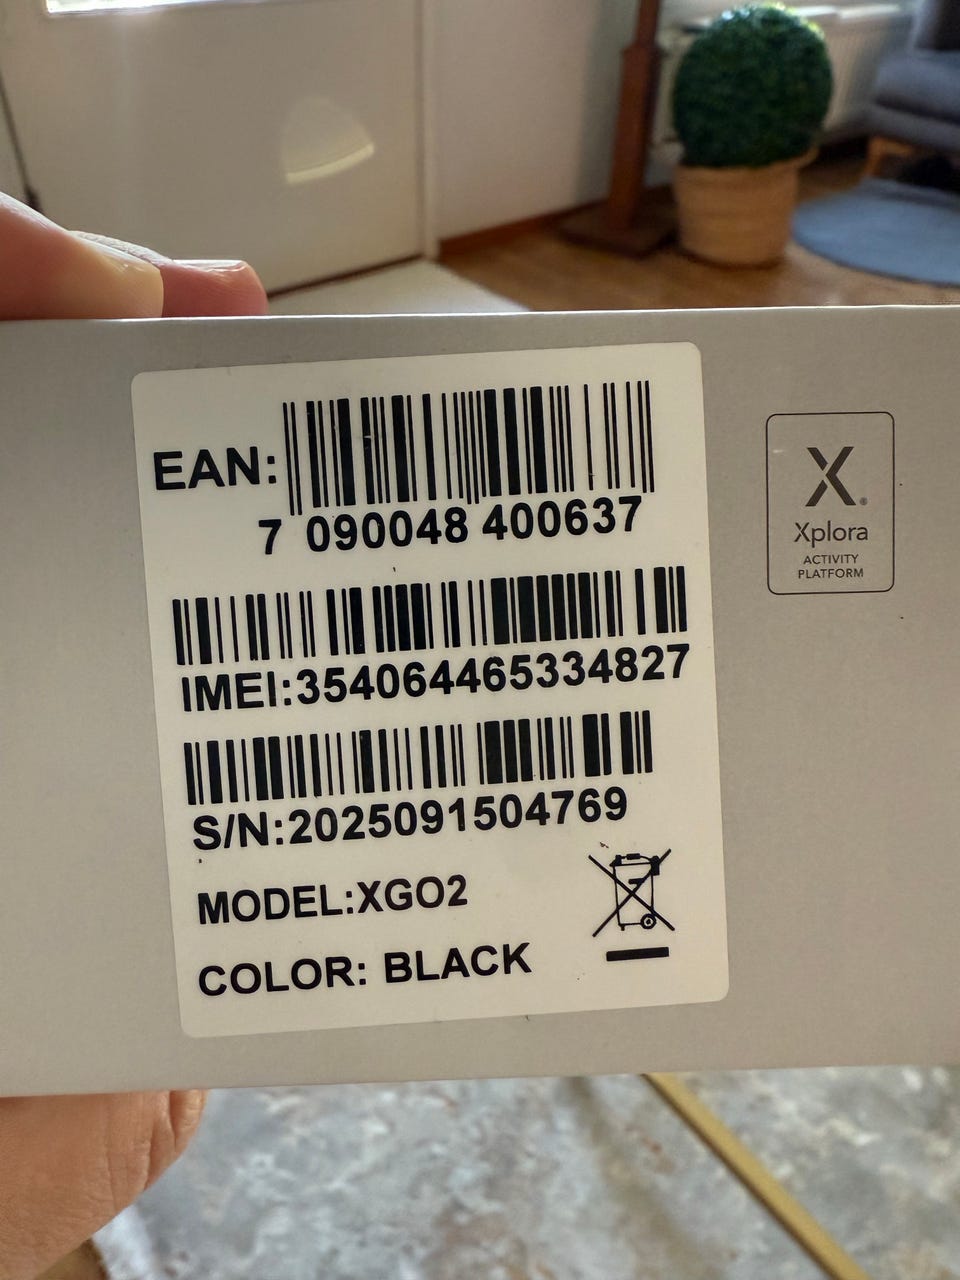 EAN:
7 090048 400637
IMEI:354064465334827
S/N:2025091504769
MODEL:XGO2
COLOR: BLACK
X®
Xplora
ACTIVITY
PLATFORM